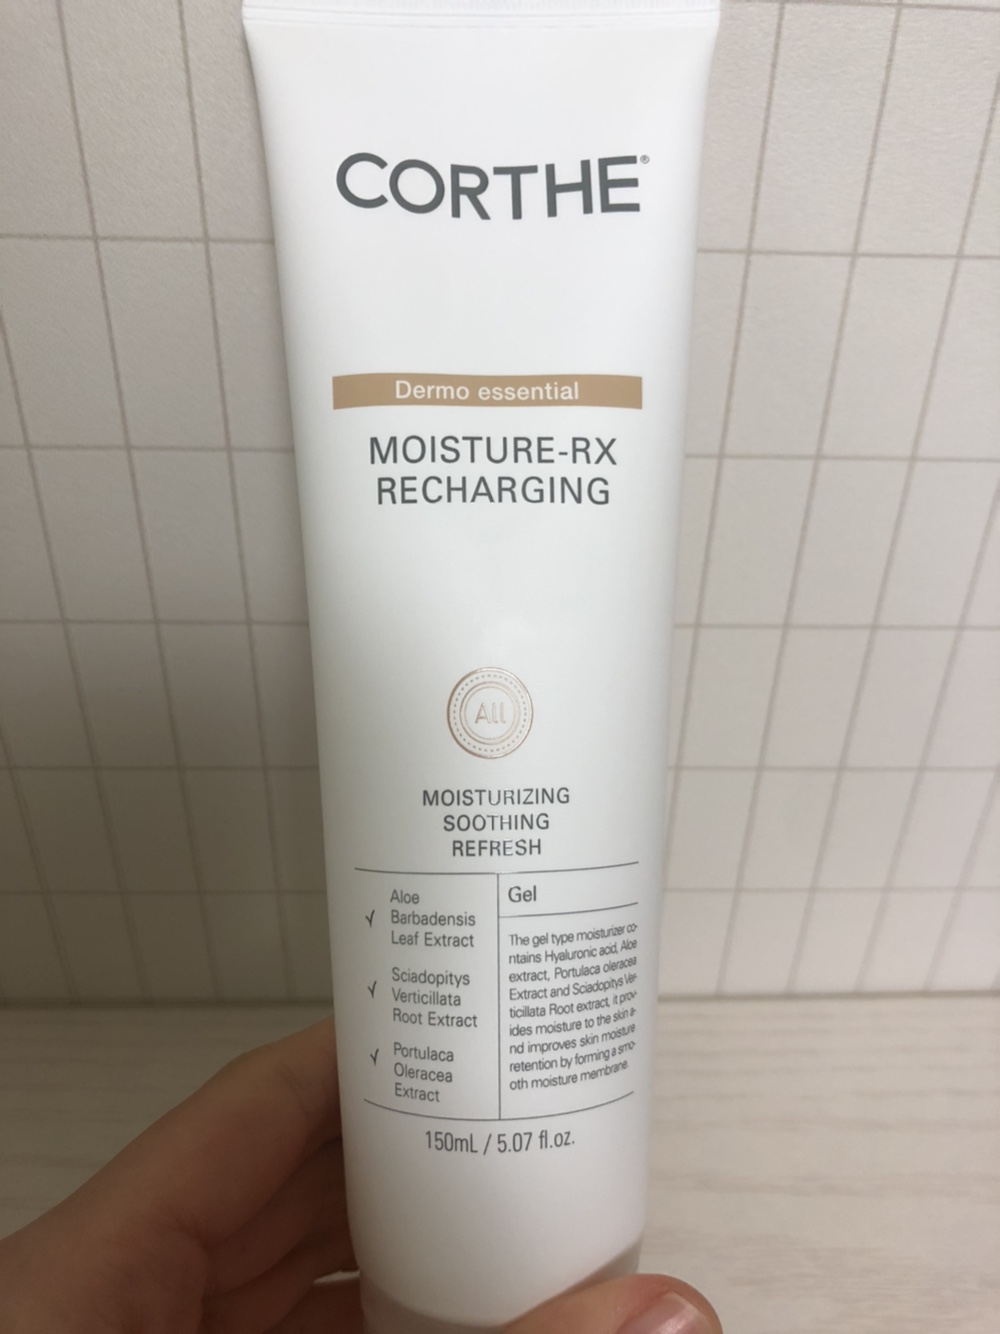 CORTHE®
Dermo essential
MOISTURE-RX
RECHARGING
All
MOISTURIZING
SOOTHING
REFRESH
√ Aloe
Barbadensis
Leaf Extract
√ Sciadopitys
Verticillata
Root Extract
√ Portulaca
Oleracea
Extract
Gel
The gel type moisturizer co-
ntains Hyaluronic acid, Aloe
extract, Portulaca oleracea
Extract and Sciadopitys Ver-
ticillata Root extract, it prov-
ides moisture to the skin a-
nd improves skin moisture
retention by forming a smo-
oth moisture membrane.
150mL / 5.07 fl.oz.